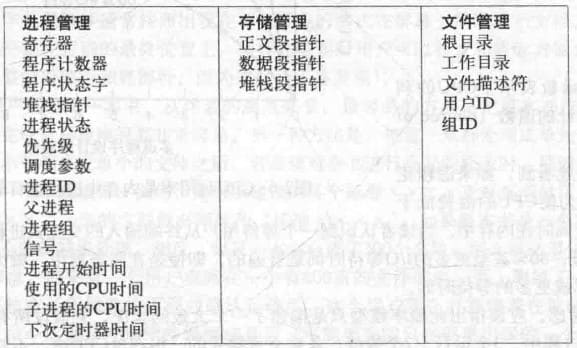 进程管理
寄存器
程序计数器
程序状态字
堆栈指针
进程状态
优先级
调度参数
进程ID
父进程
进程组
信号
进程开始时间
使用的CPU时间
子进程的CPU时间
下次定时器时间
存储管理
正文段指针
数据段指针
堆栈段指针
文件管理
根目录
工作目录
文件描述符
用户ID
组ID